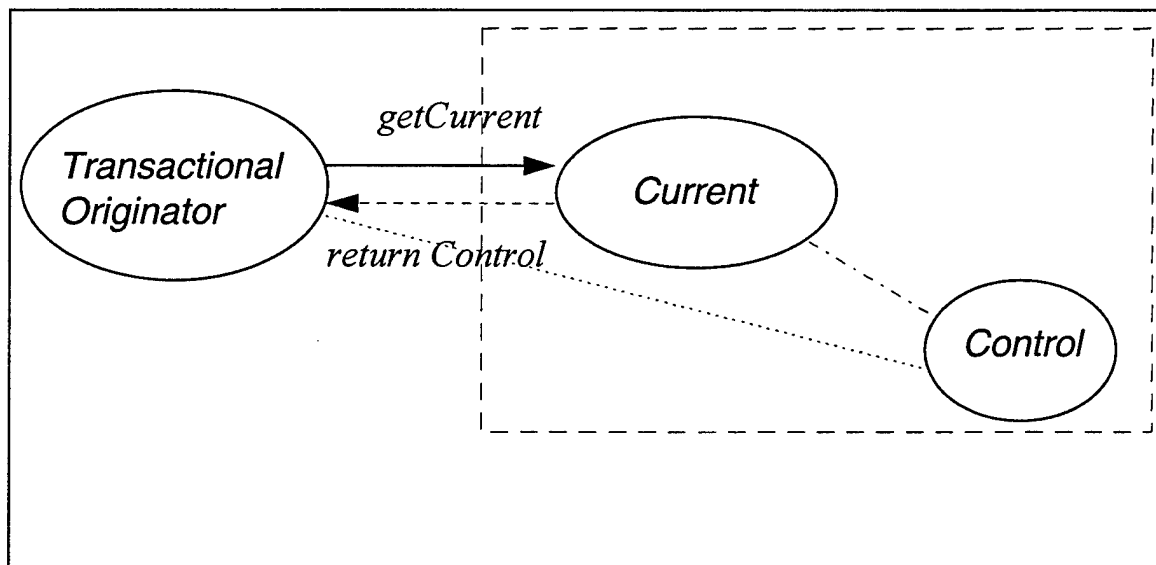 getCurrent
Transactional
Originator
Current
return Control
Control